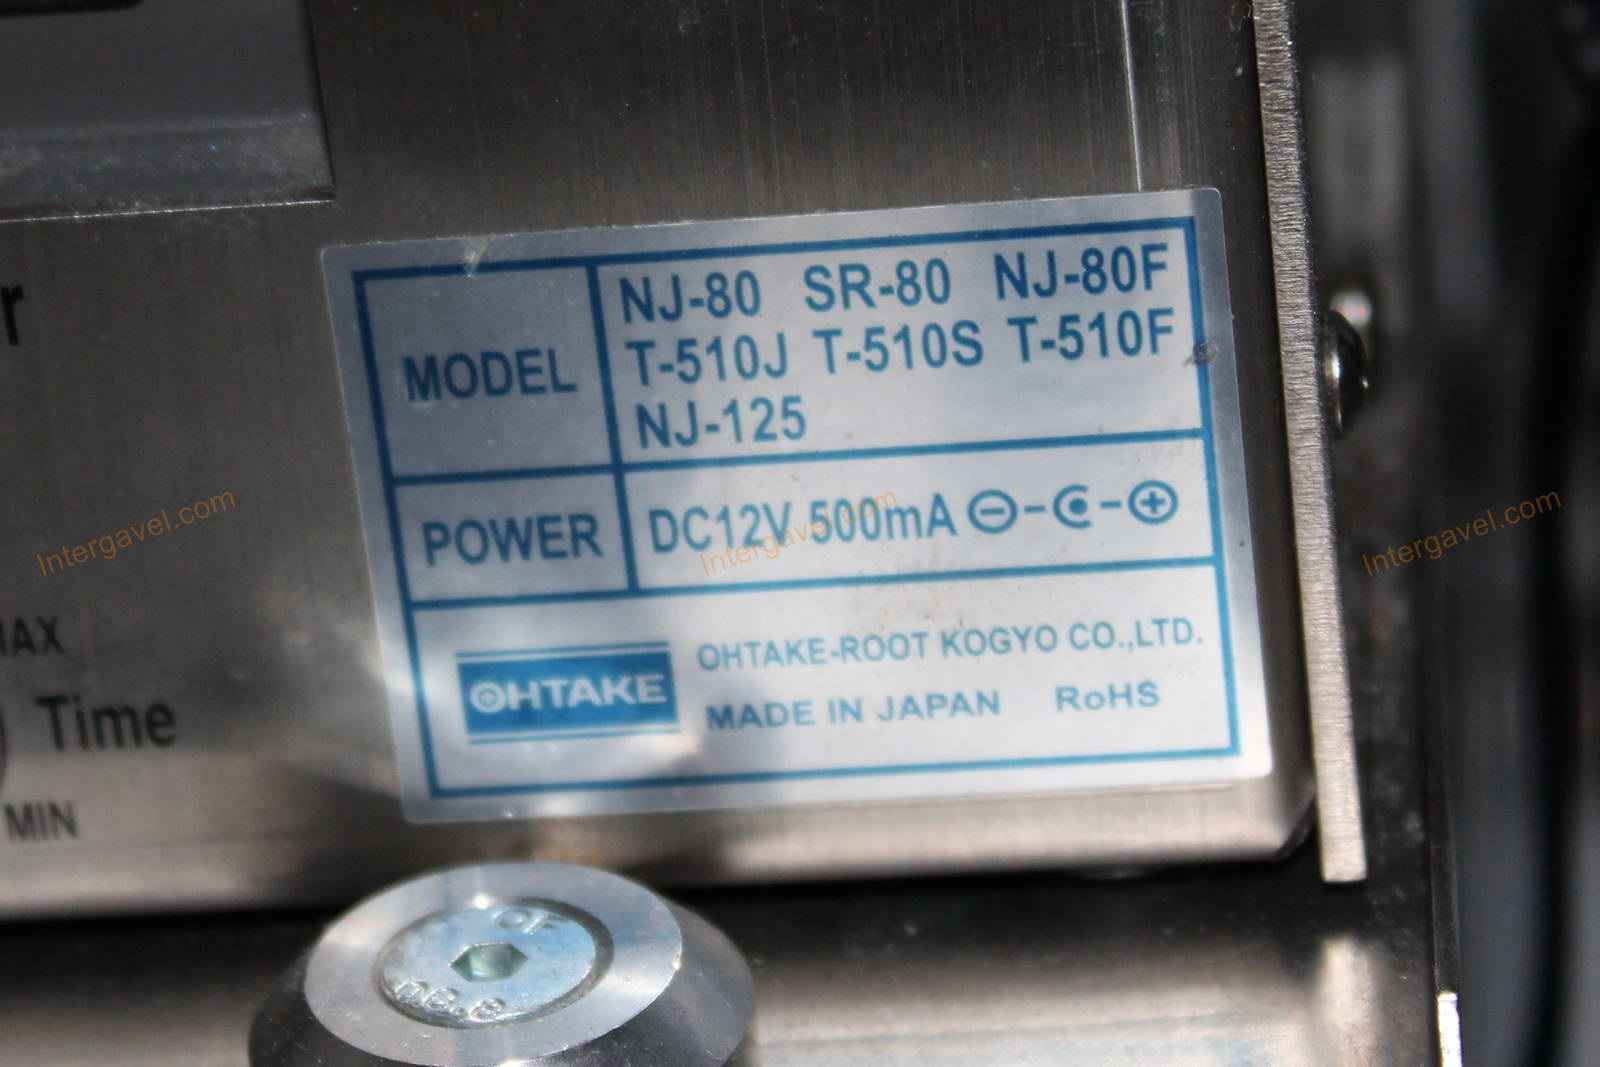 r
MODEL
NJ-80 SR-80 NJ-80F
T-510J T-510S T-510F
NJ-125
POWER
DC12V 500mA
OHTAKE
OHTAKE-ROOT KOGYO CO.,LTD.
MADE IN JAPAN RoHS
MAX
Time
MIN
Intergavel.com
Intergavel.com
Intergavel.com